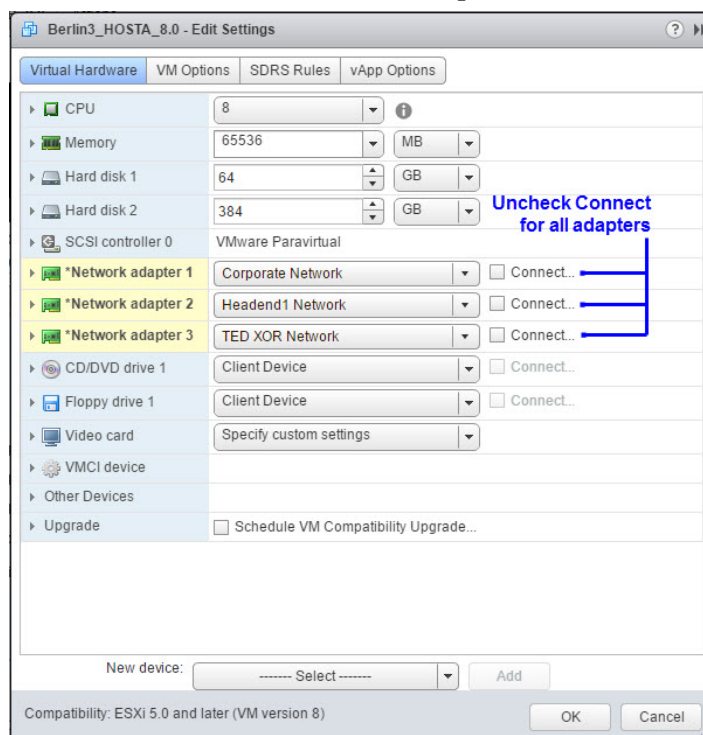 Berlin3_HOSTA_8.0 - Edit Settings ?
Virtual Hardware VM Options SDRS Rules vApp Options
CPU 8
Memory 65536 MB
Hard disk 1 64 GB
Hard disk 2 384 GB
Uncheck Connect
for all adapters
SCSI controller 0 VMware Paravirtual
*Network adapter 1 Corporate Network Connect...
*Network adapter 2 Headend1 Network Connect...
*Network adapter 3 TED XOR Network Connect...
CD/DVD drive 1 Client Device Connect...
Floppy drive 1 Client Device Connect...
Video card Specify custom settings
VMCI device
Other Devices
Upgrade Schedule VM Compatibility Upgrade...
New device: ------- Select ------- Add
Compatibility: ESXi 5.0 and later (VM version 8) OK Cancel